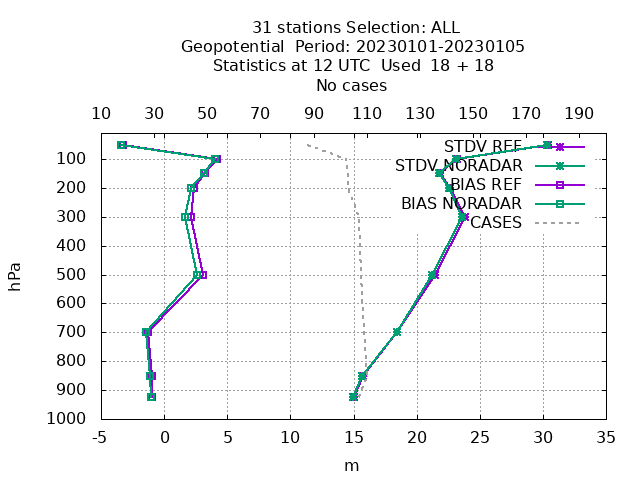 31 stations Selection: ALL
Geopotential  Period: 20230101-20230105
Statistics at 12 UTC  Used  18 + 18
No cases
10 30 50 70 90 110 130 150 170 190
STDV REF
STDV NORADAR
BIAS REF
BIAS NORADAR
CASES
100
200
300
400
500
600
700
800
900
1000
hPa
-5 0 5 10 15 20 25 30 35
m